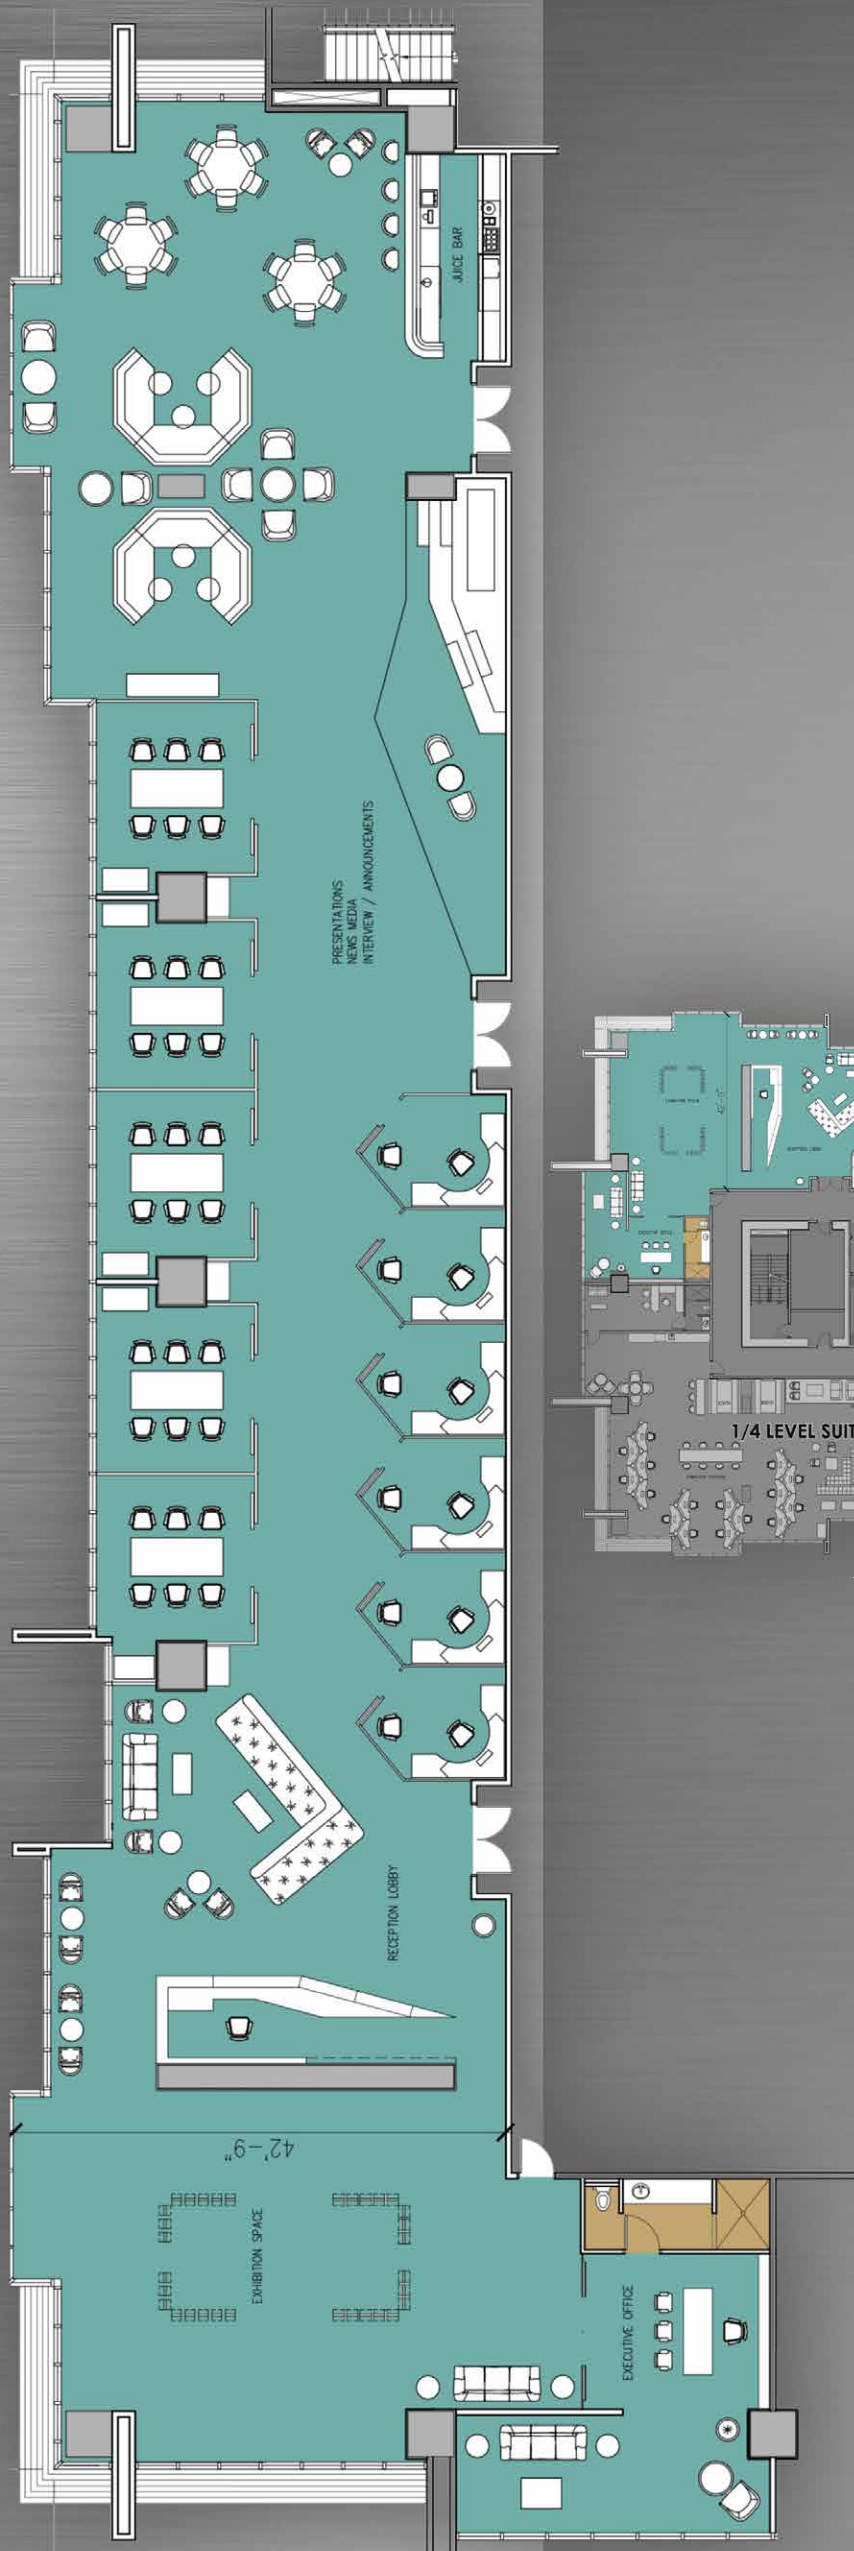 JUICE BAR
PRESENTATIONS
NEWS MEDIA
INTERVIEW / ANNOUNCEMENTS
RECEPTION LOBBY
42'-9"
EXHIBITION SPACE
EXECUTIVE OFFICE
1/4 LEVEL SUIT